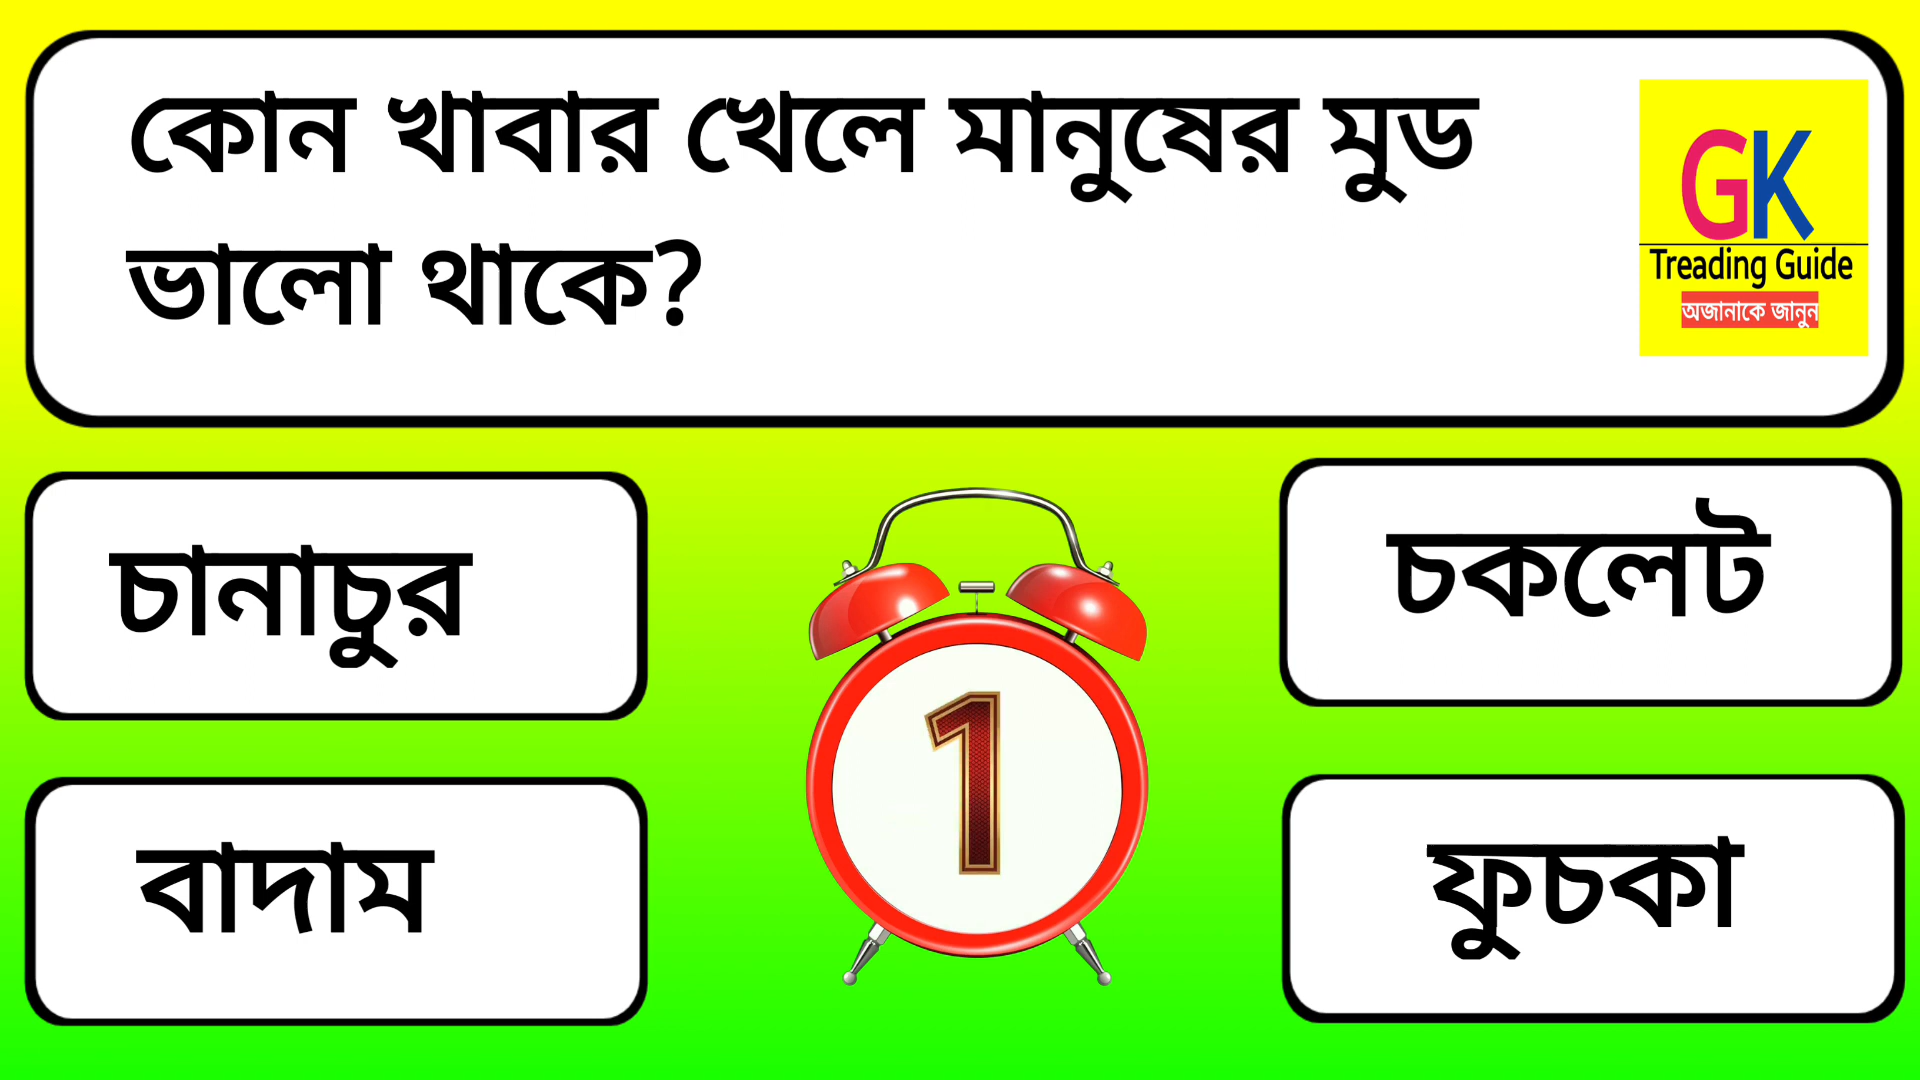 কোন খাবার খেলে মানুষের মুড
ভালো থাকে?
GK
Treading Guide
অজানাকে জানুন
চানাচুর
চকলেট
1
বাদাম
ফুচকা